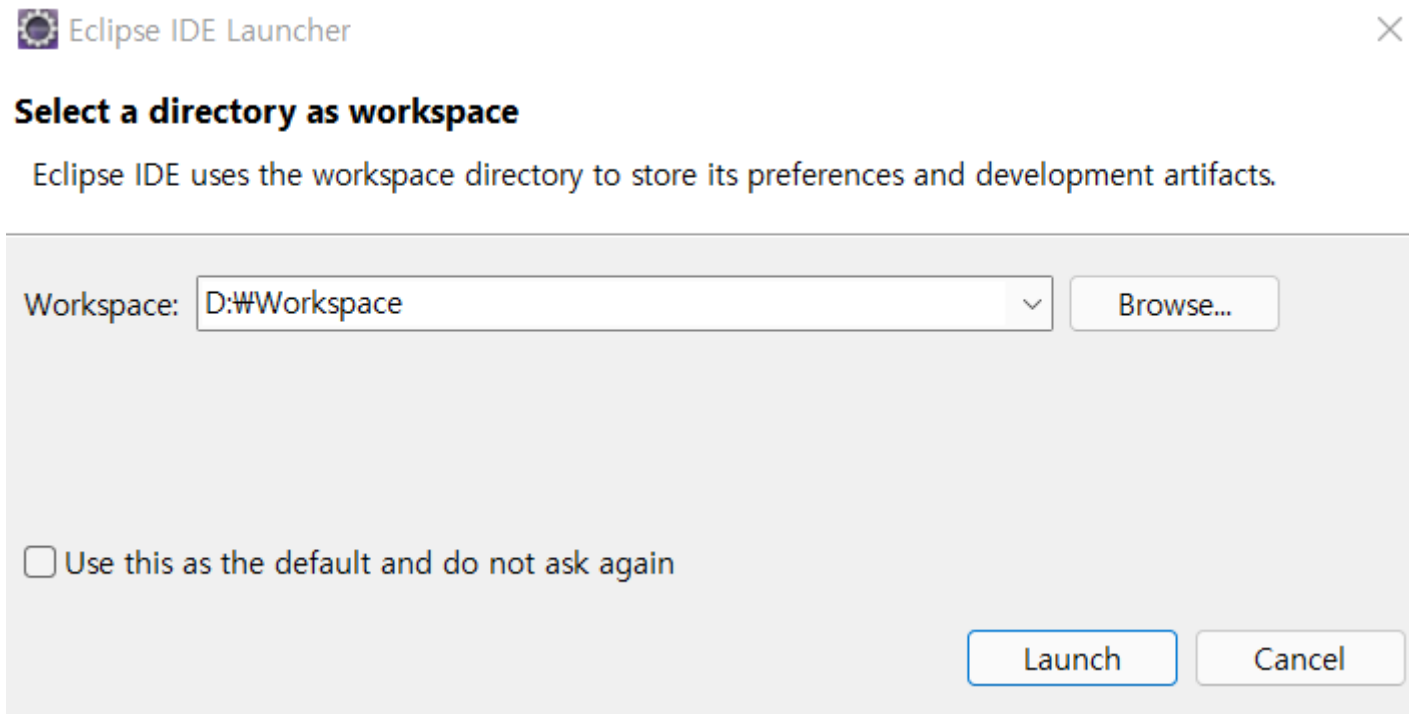 Eclipse IDE Launcher
Select a directory as workspace
Eclipse IDE uses the workspace directory to store its preferences and development artifacts.
Workspace: D:₩Workspace Browse...
Use this as the default and do not ask again
Launch Cancel